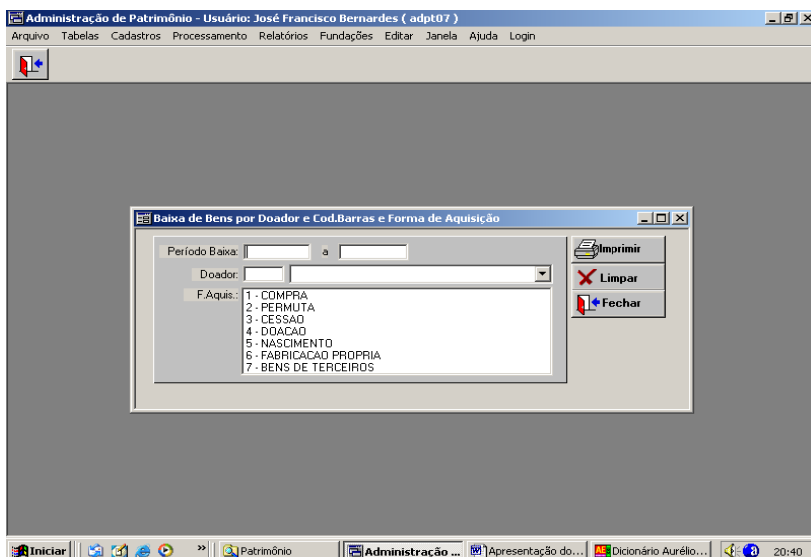 Administração de Patrimônio - Usuário: José Francisco Bernardes ( adpt07 )
Arquivo Tabelas Cadastros Processamento Relatórios Fundações Editar Janela Ajuda Login
Baixa de Bens por Doador e Cod.Barras e Forma de Aquisição
Período Baixa: a
Imprimir
Doador:
Limpar
F.Aquis.: 1 - COMPRA
2 - PERMUTA
Fechar
3 - CESSAO
4 - DOACAO
5 - NASCIMENTO
6 - FABRICACAO PROPRIA
7 - BENS DE TERCEIROS
Iniciar » Patrimônio Administração ... Apresentação do... Dicionário Aurélio... 20:40